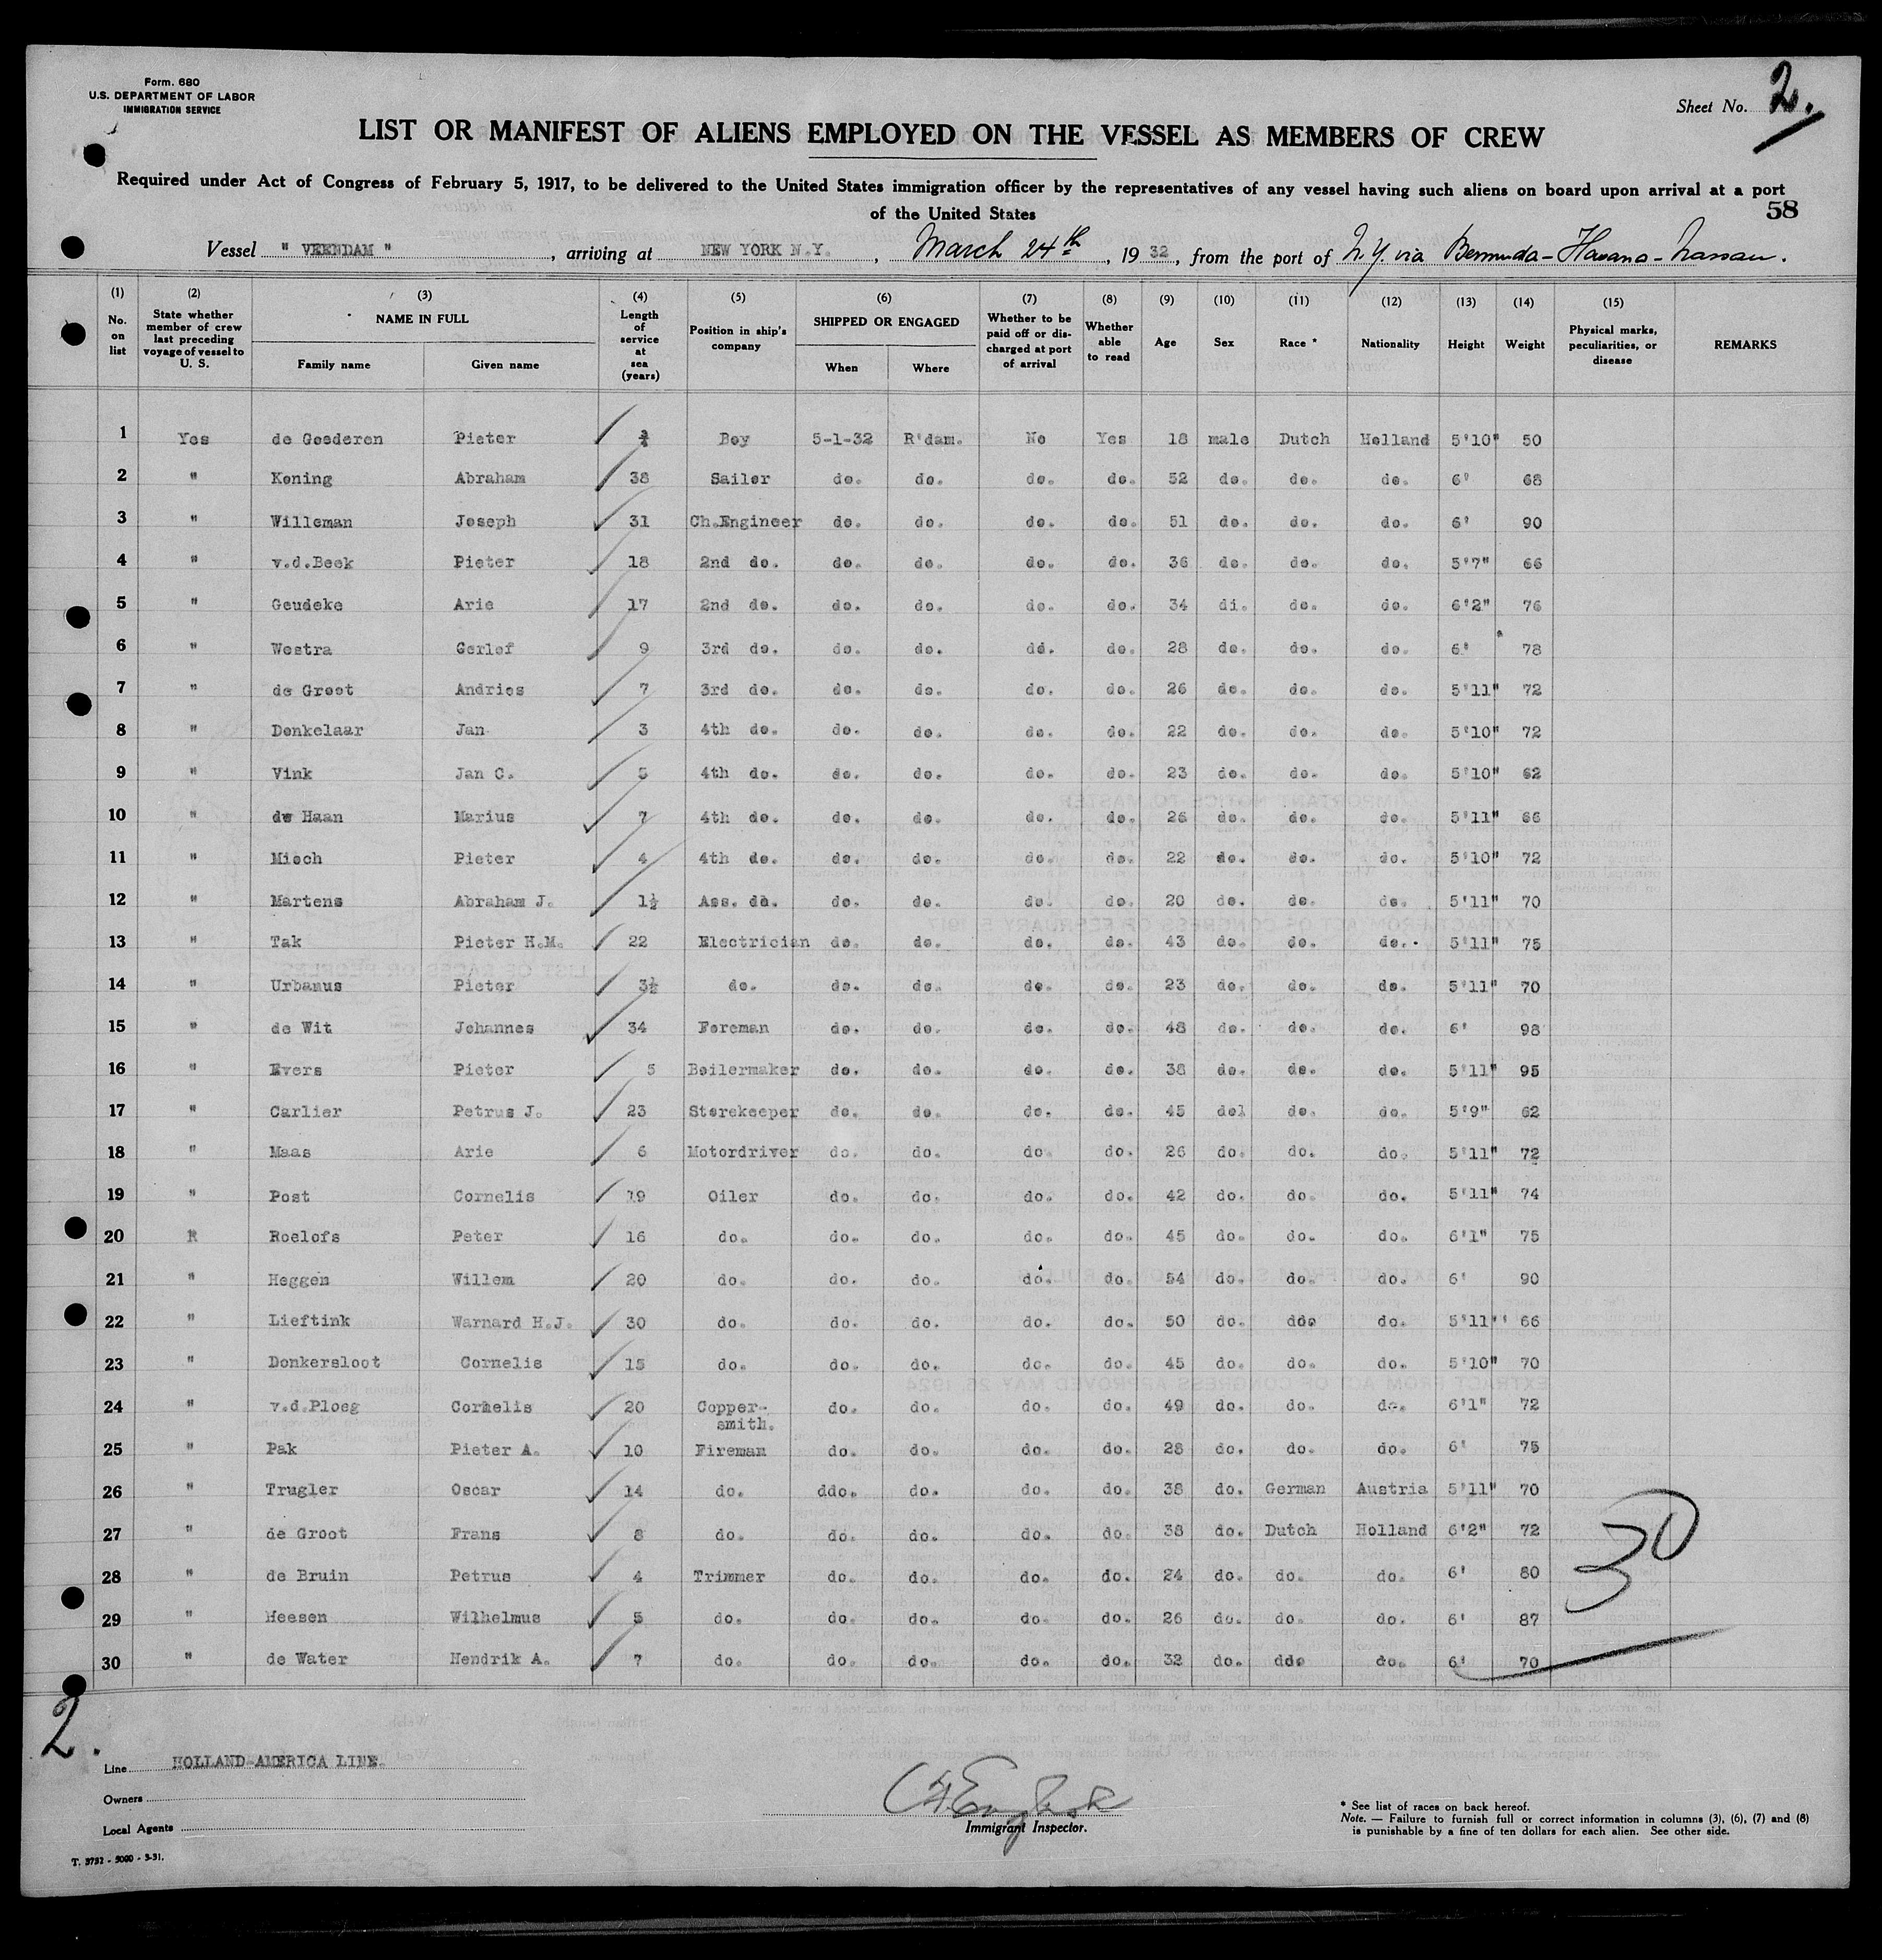 Form. 680
U.S. DEPARTMENT OF LABOR
IMMIGRATION SERVICE
Sheet No. 2.
LIST OR MANIFEST OF ALIENS EMPLOYED ON THE VESSEL AS MEMBERS OF CREW
Required under Act of Congress of February 5, 1917, to be delivered to the United States immigration officer by the representatives of any vessel having such aliens on board upon arrival at a port
of the United States
58
Vessel " VEENDAM ", arriving at NEW YORK N.Y., March 24th, 1932, from the port of N.Y. via Bermuda-Havana-Nassau.
(1) No. on list (2) State whether member of crew last preceding voyage of vessel to U. S. (3) NAME IN FULL Family name Given name (4) Length of service at sea (years) (5) Position in ship's company (6) SHIPPED OR ENGAGED When Where (7) Whether to be paid off or discharged at port of arrival (8) Whether able to read (9) Age (10) Sex (11) Race * (12) Nationality (13) Height (14) Weight (15) Physical marks, peculiarities, or disease REMARKS
1 Yes de Goederen Pieter Boy 5-1-32 R'dam. No Yes 18 male Dutch Holland 5'10" 50
2 " Koning Abraham 38 Sailor do. do. do. do. 52 do. do. do. 6' 68
3 " Willeman Joseph 31 Ch.Engineer do. do. do. do. 51 do. do. do. 6' 90
4 " v.d.Beek Pieter 18 2nd do. do. do. do. do. 36 do. do. do. 5'7" 66
5 " Geudeke Arie 17 2nd do. do. do. do. do. 34 di. do. do. 6'2" 76
6 " Westra Gerlof 9 3rd do. do. do. dd. do. 28 do. do. do. 6' 78
7 " de Groot Andries 7 3rd do. do. do. do. do. 26 do. do. do. 5'11" 72
8 " Donkelaar Jan 3 4th do. do. do. do. do. 22 do. do. do. 5'10" 72
9 " Vink Jan C. 5 4th do. do. do. do. do. 23 do. do. do. 5'10" 62
10 " de Haan Marius 7 4th do. do. do. do. do. 26 do. do. do. 5'11" 66
11 " Misch Pieter 4 4th do. do. do. do. do. 22 do. do. do. 5'10" 72
12 " Martens Abraham J. 1½ Ass. do. do. do. do. do. 20 do. do. do. 5'11" 70
13 " Tak Pieter H.M. 22 Electrician do. do. do. do. 43 do. do. do. 5'11" 75
14 " Urbanus Pieter 3½ do. do. do. do. do. 23 do. do. do. 5'11" 70
15 " de Wit Johannes 34 Foreman do. do. do. do. 48 do. do. do. 6' 98
16 " Evers Pieter 5 Boilermaker do. do. do. do. 38 do. do. do. 5'11" 95
17 " Carlier Petrus J. 23 Storekeeper do. do. do. do. 45 dol do. do. 5'9" 62
18 " Maas Arie 6 Motordriver do. do. do do. 26 do. do. do. 5'11" 72
19 " Post Cornelis 19 Oiler do. do. do. do. 42 do. do. do. 5'11" 74
20 Roelofs Peter 16 do. do. do. do. do. 45 do. do. do. 6'1" 75
21 " Heggen Willem 20 do. do. do. do. do. 54 do. do. do. 6' 90
22 " Lieftink Warnard H.J. 30 do. do. do. do. do. 50 do. ddo do. 5'11" 66
23 " Donkersloot Cornelis 15 do. do. do. do. do. 45 do. do. do. 5'10" 70
24 " v.d.Ploeg Cornelis 20 Copper-smith. do. do. do. do. 49 do. do. do. 6'1" 72
25 " Pak Pieter A. 10 Fireman do. do. do. do. 28 do. do. do. 6' 75
26 " Trugler Oscar 14 do. ddo. do. do. do. 38 do. German Austria 5'11" 70
27 " de Groot Frans 8 do. do. do. do. do. 38 do. Dutch Holland 6'2" 72
28 " de Bruin Petrus 4 Trimmer do. do. do. do. 24 do. do. do. 6' 80
29 " Heesen Wilhelmus 5 do. do. do. do. do. 26 do. do. do. 6' 87
30 " de Water Hendrik A. 7 do. do. do. do. do. 32 do. ddo do. 6' 70
30
2.
Line HOLLAND-AMERICA LINE.
Owners
Local Agents
Immigrant Inspector.
* See list of races on back hereof.
Note. — Failure to furnish full or correct information in columns (3), (6), (7) and (8)
is punishable by a fine of ten dollars for each alien. See other side.
T. 3732 - 5000 - 3-31.